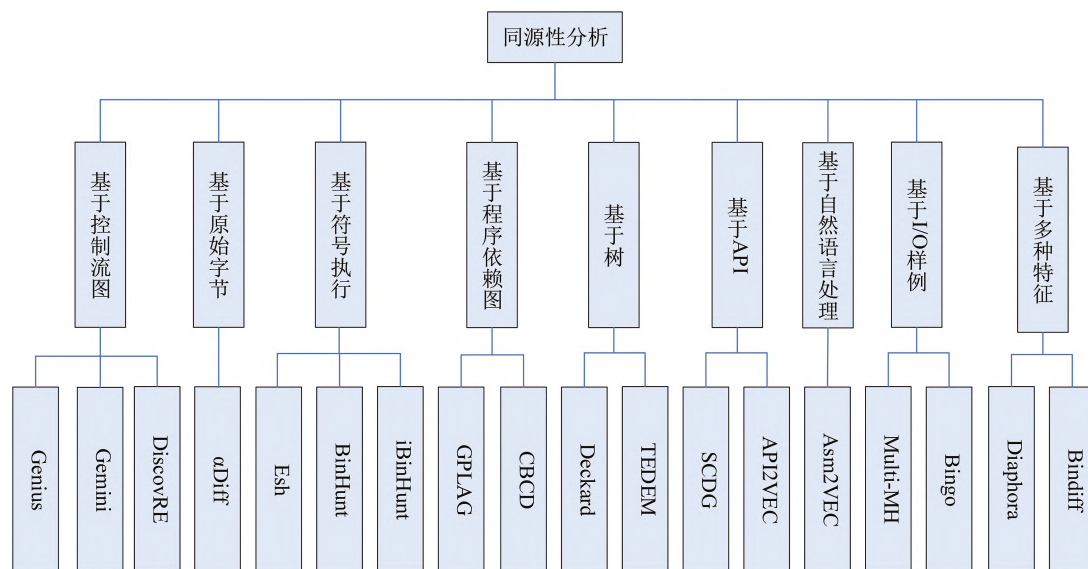 同源性分析
基于控制流图
基于原始字节
基于符号执行
基于程序依赖图
基于树
基于API
基于自然语言处理
基于I/O样例
基于多种特征
Genius
Gemini
DiscovRE
αDiff
Esh
BinHunt
iBinHunt
GPLAG
CBCD
Deckard
TEDEM
SCDG
API2VEC
Asm2VEC
Multi-MH
Bingo
Diaphora
Bindiff